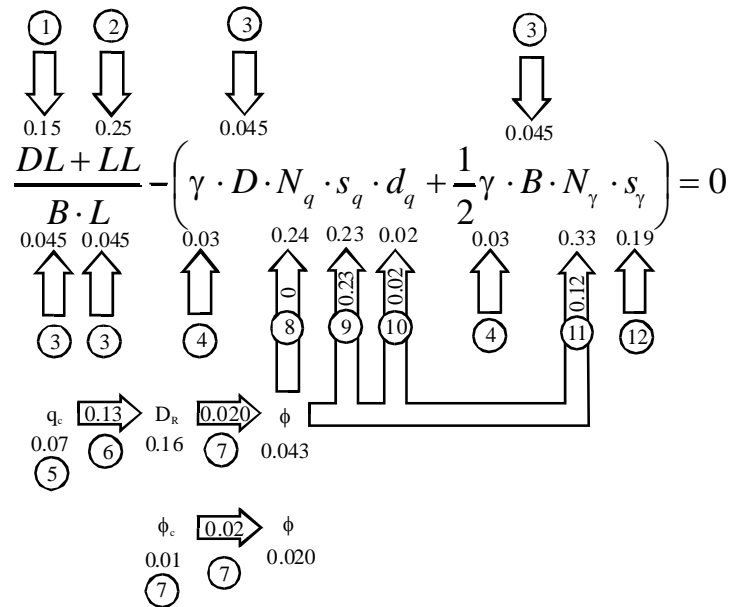 1 2 3 3
0.15 0.25 0.045 0.045
DL + LL / B · L − ( γ · D · N_q · s_q · d_q + 1/2 γ · B · N_γ · s_γ ) = 0
0.045 0.045 0.03 0.24 0.23 0.02 0.03 0.33 0.19
0 0.23 0.02 0.12
3 3 4 8 9 10 4 11 12
q_c 0.13 D_R 0.020 ϕ
0.07 6 0.16 7 0.043
5
ϕ_c 0.02 ϕ
0.01 7 0.020
7